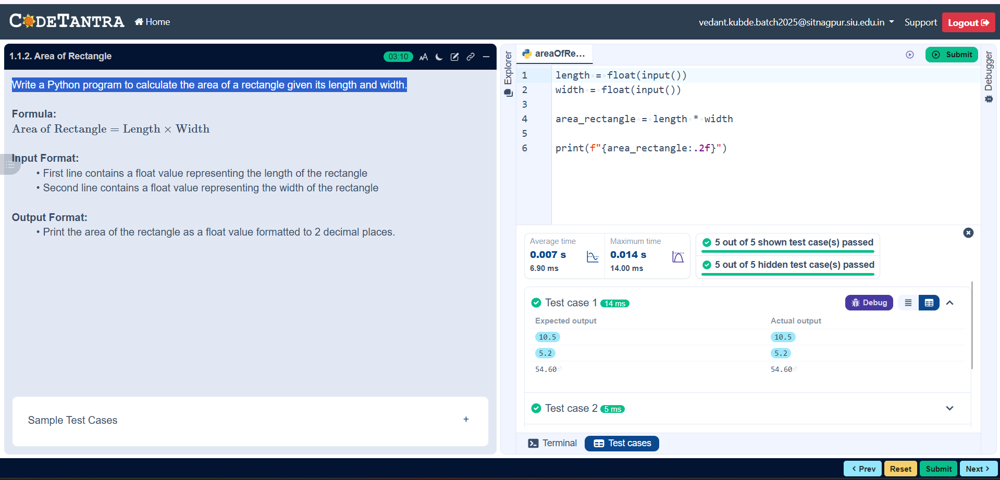 CODETANTRA
Home
vedant.kubde.batch2025@sitnagpur.siu.edu.in
Support
Logout
1.1.2. Area of Rectangle
03:10
AA
Write a Python program to calculate the area of a rectangle given its length and width.
Formula:
Area of Rectangle = Length × Width
Input Format:
• First line contains a float value representing the length of the rectangle
• Second line contains a float value representing the width of the rectangle
Output Format:
• Print the area of the rectangle as a float value formatted to 2 decimal places.
Sample Test Cases
+
Explorer
areaOfRe...
Submit
Debugger
1 length = float(input())
2 width = float(input())
3
4 area_rectangle = length * width
5
6 print(f"{area_rectangle:.2f}")
Average time
0.007 s
6.90 ms
Maximum time
0.014 s
14.00 ms
5 out of 5 shown test case(s) passed
5 out of 5 hidden test case(s) passed
Test case 1 14 ms
Debug
Expected output Actual output
10.5 10.5
5.2 5.2
54.60 54.60
Test case 2 5 ms
Terminal
Test cases
< Prev
Reset
Submit
Next >